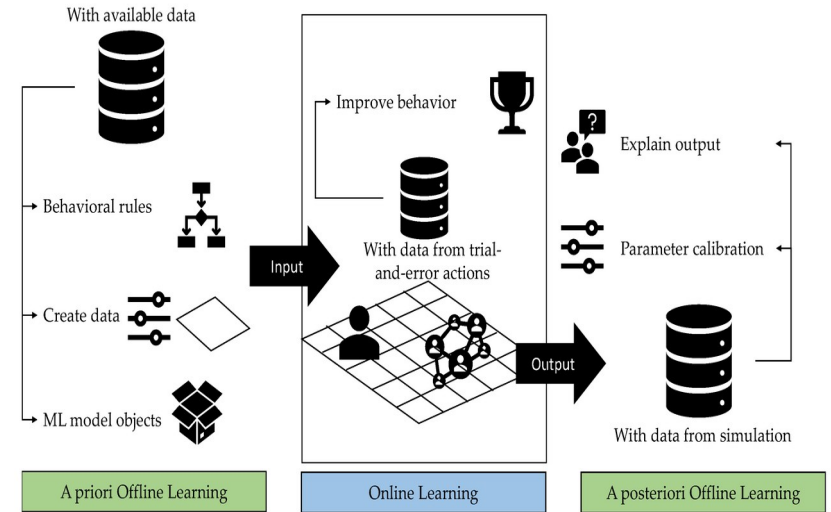 With available data
Behavioral rules
Create data
ML model objects
A priori Offline Learning
Input
Improve behavior
With data from trial-
and-error actions
Online Learning
Output
?
Explain output
Parameter calibration
With data from simulation
A posteriori Offline Learning